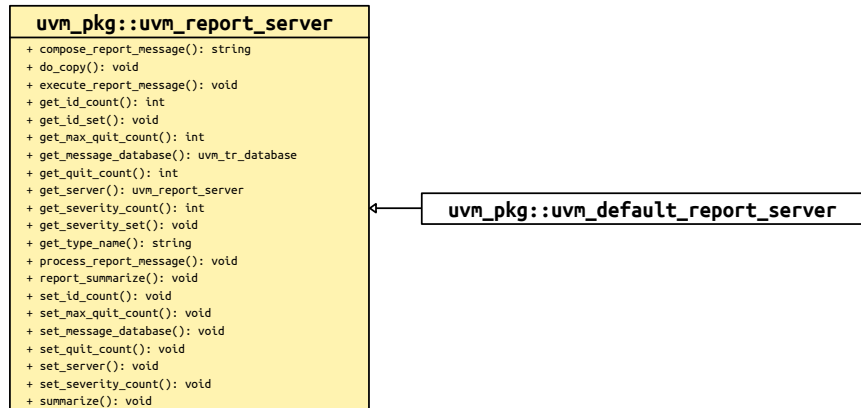 uvm_pkg::uvm_report_server
+ compose_report_message(): string
+ do_copy(): void
+ execute_report_message(): void
+ get_id_count(): int
+ get_id_set(): void
+ get_max_quit_count(): int
+ get_message_database(): uvm_tr_database
+ get_quit_count(): int
+ get_server(): uvm_report_server
+ get_severity_count(): int
+ get_severity_set(): void
+ get_type_name(): string
+ process_report_message(): void
+ report_summarize(): void
+ set_id_count(): void
+ set_max_quit_count(): void
+ set_message_database(): void
+ set_quit_count(): void
+ set_server(): void
+ set_severity_count(): void
+ summarize(): void
uvm_pkg::uvm_default_report_server